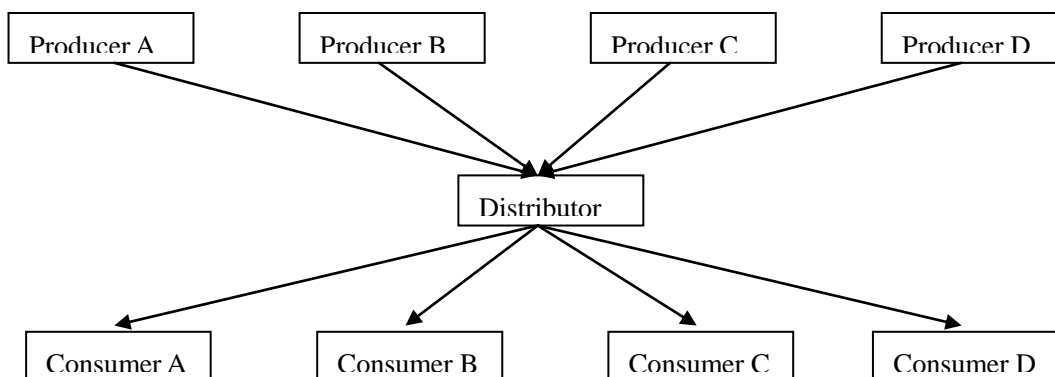 Producer A
Producer B
Producer C
Producer D
Distributor
Consumer A
Consumer B
Consumer C
Consumer D